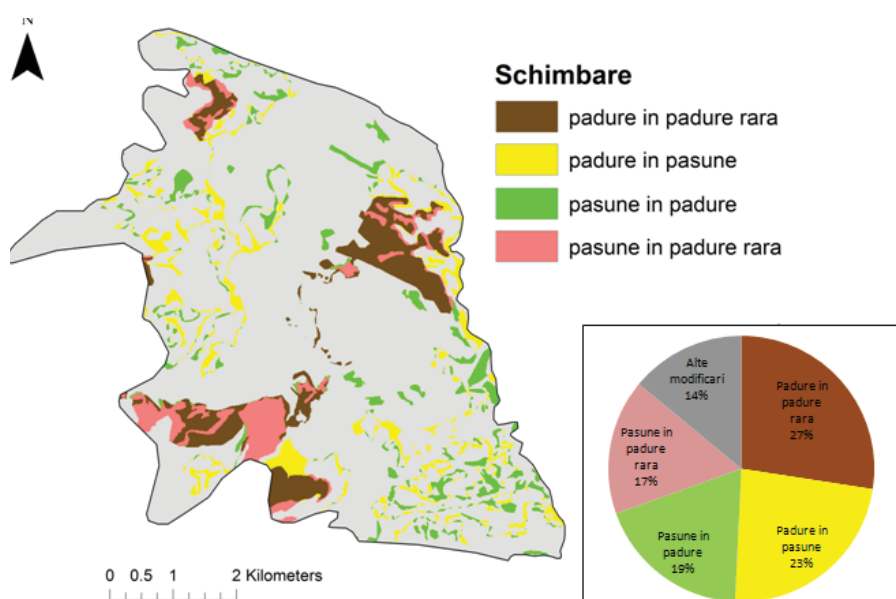 N
Schimbare
padure in padure rara
padure in pasune
pasune in padure
pasune in padure rara
Alte
modificari
14%
Padure in
padure
rara
27%
Pasune in
padure
rara
17%
Pasune in
padure
19%
Padure in
pasune
23%
0 0.5 1 2 Kilometers